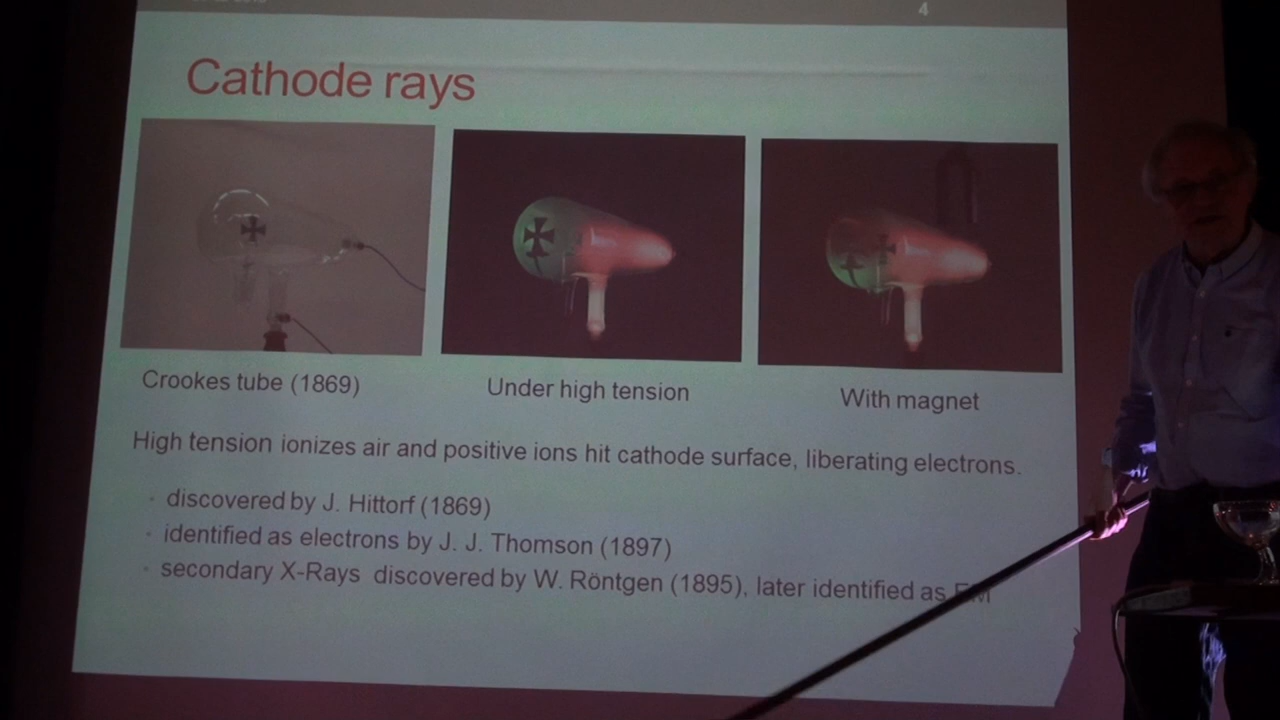 4
Cathode rays
Crookes tube (1869)
Under high tension
With magnet
High tension ionizes air and positive ions hit cathode surface, liberating electrons.
discovered by J. Hittorf (1869)
identified as electrons by J. J. Thomson (1897)
secondary X-Rays discovered by W. Röntgen (1895), later identified as EM